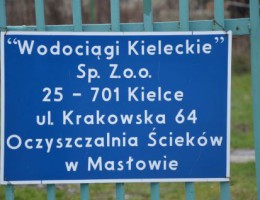 "Wodociągi Kieleckie"
Sp. Z.o.o.
25 - 701 Kielce
ul. Krakowska 64
Oczyszczalnia Ścieków
w Masłowie